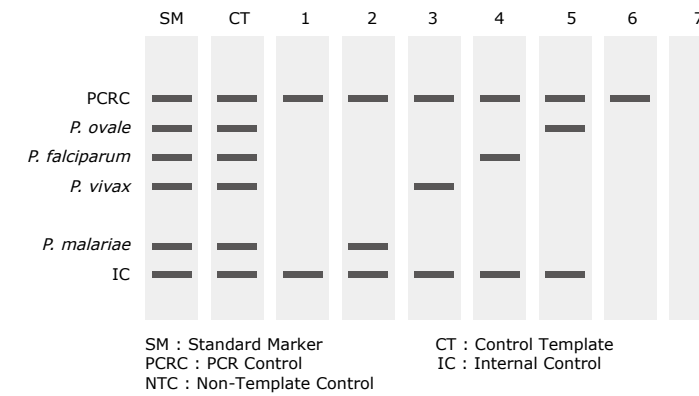 SM CT 1 2 3 4 5 6 7
PCRC
P. ovale
P. falciparum
P. vivax
P. malariae
IC
SM : Standard Marker CT : Control Template
PCRC : PCR Control IC : Internal Control
NTC : Non-Template Control